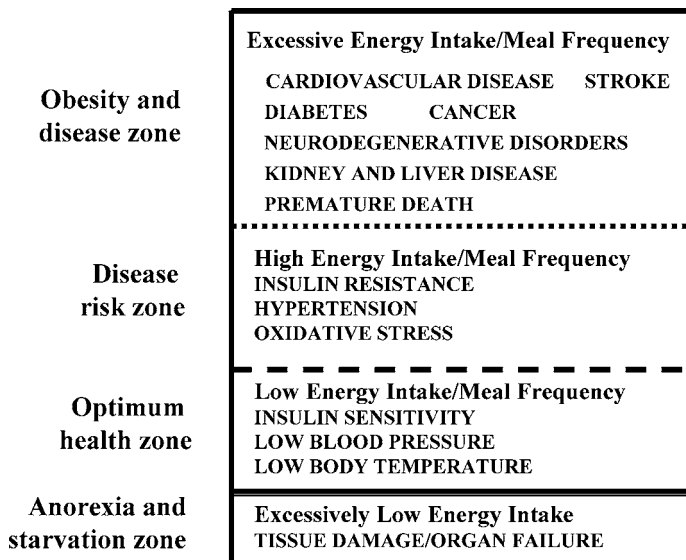 Obesity and
disease zone
Excessive Energy Intake/Meal Frequency
CARDIOVASCULAR DISEASE STROKE
DIABETES CANCER
NEURODEGENERATIVE DISORDERS
KIDNEY AND LIVER DISEASE
PREMATURE DEATH
Disease
risk zone
High Energy Intake/Meal Frequency
INSULIN RESISTANCE
HYPERTENSION
OXIDATIVE STRESS
Optimum
health zone
Low Energy Intake/Meal Frequency
INSULIN SENSITIVITY
LOW BLOOD PRESSURE
LOW BODY TEMPERATURE
Anorexia and
starvation zone
Excessively Low Energy Intake
TISSUE DAMAGE/ORGAN FAILURE